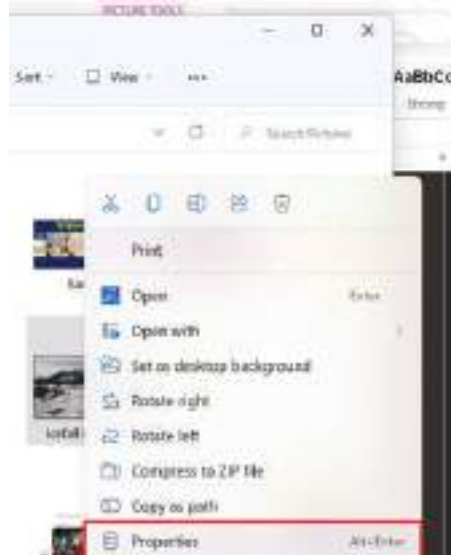 PICTURE TOOLS
Sort
View
AaBbCc
Strong
Search Pictures
Print
Open Enter
Open with
Set as desktop background
Rotate right
Rotate left
Compress to ZIP file
Copy as path
Properties Alt+Enter